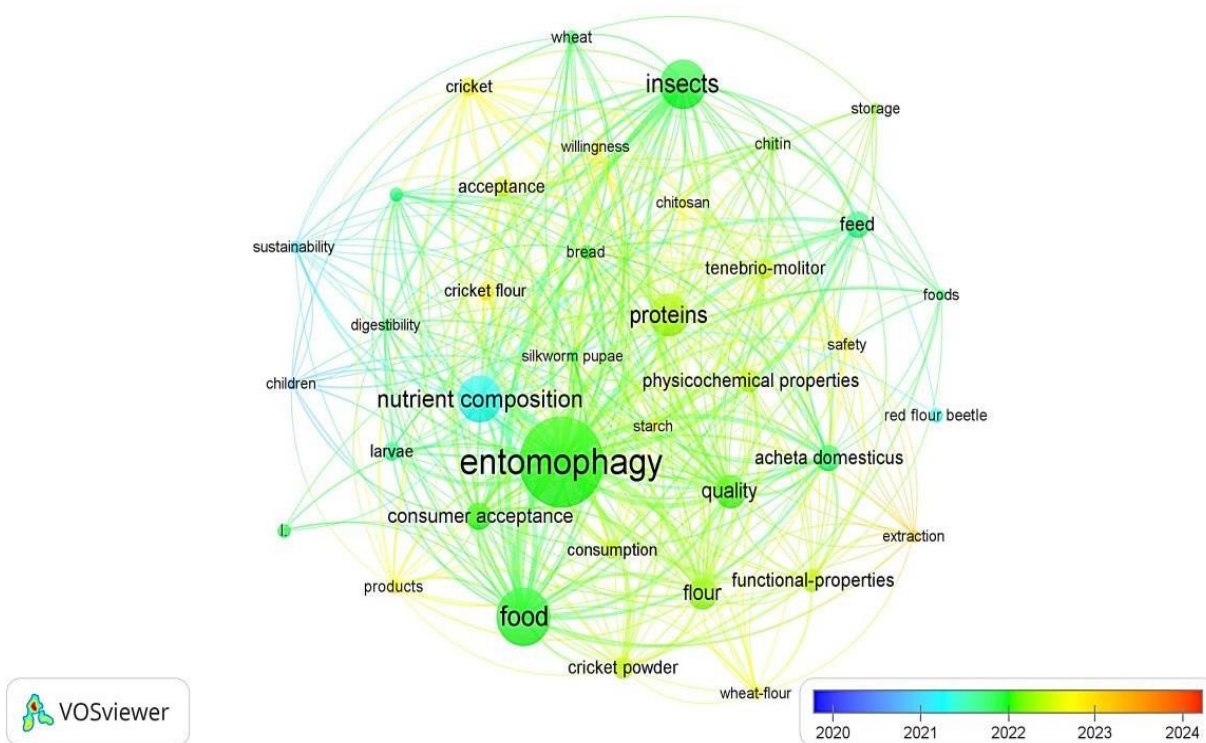 wheat
insects
cricket
storage
willingness
chitin
acceptance
chitosan
feed
sustainability
bread
tenebrio-molitor
cricket flour
foods
proteins
digestibility
safety
silkworm pupae
children
physicochemical properties
nutrient composition
red flour beetle
starch
larvae
entomophagy
acheta domesticus
quality
consumer acceptance
l.
extraction
consumption
products
functional-properties
flour
food
cricket powder
wheat-flour
VOSviewer
2020 2021 2022 2023 2024